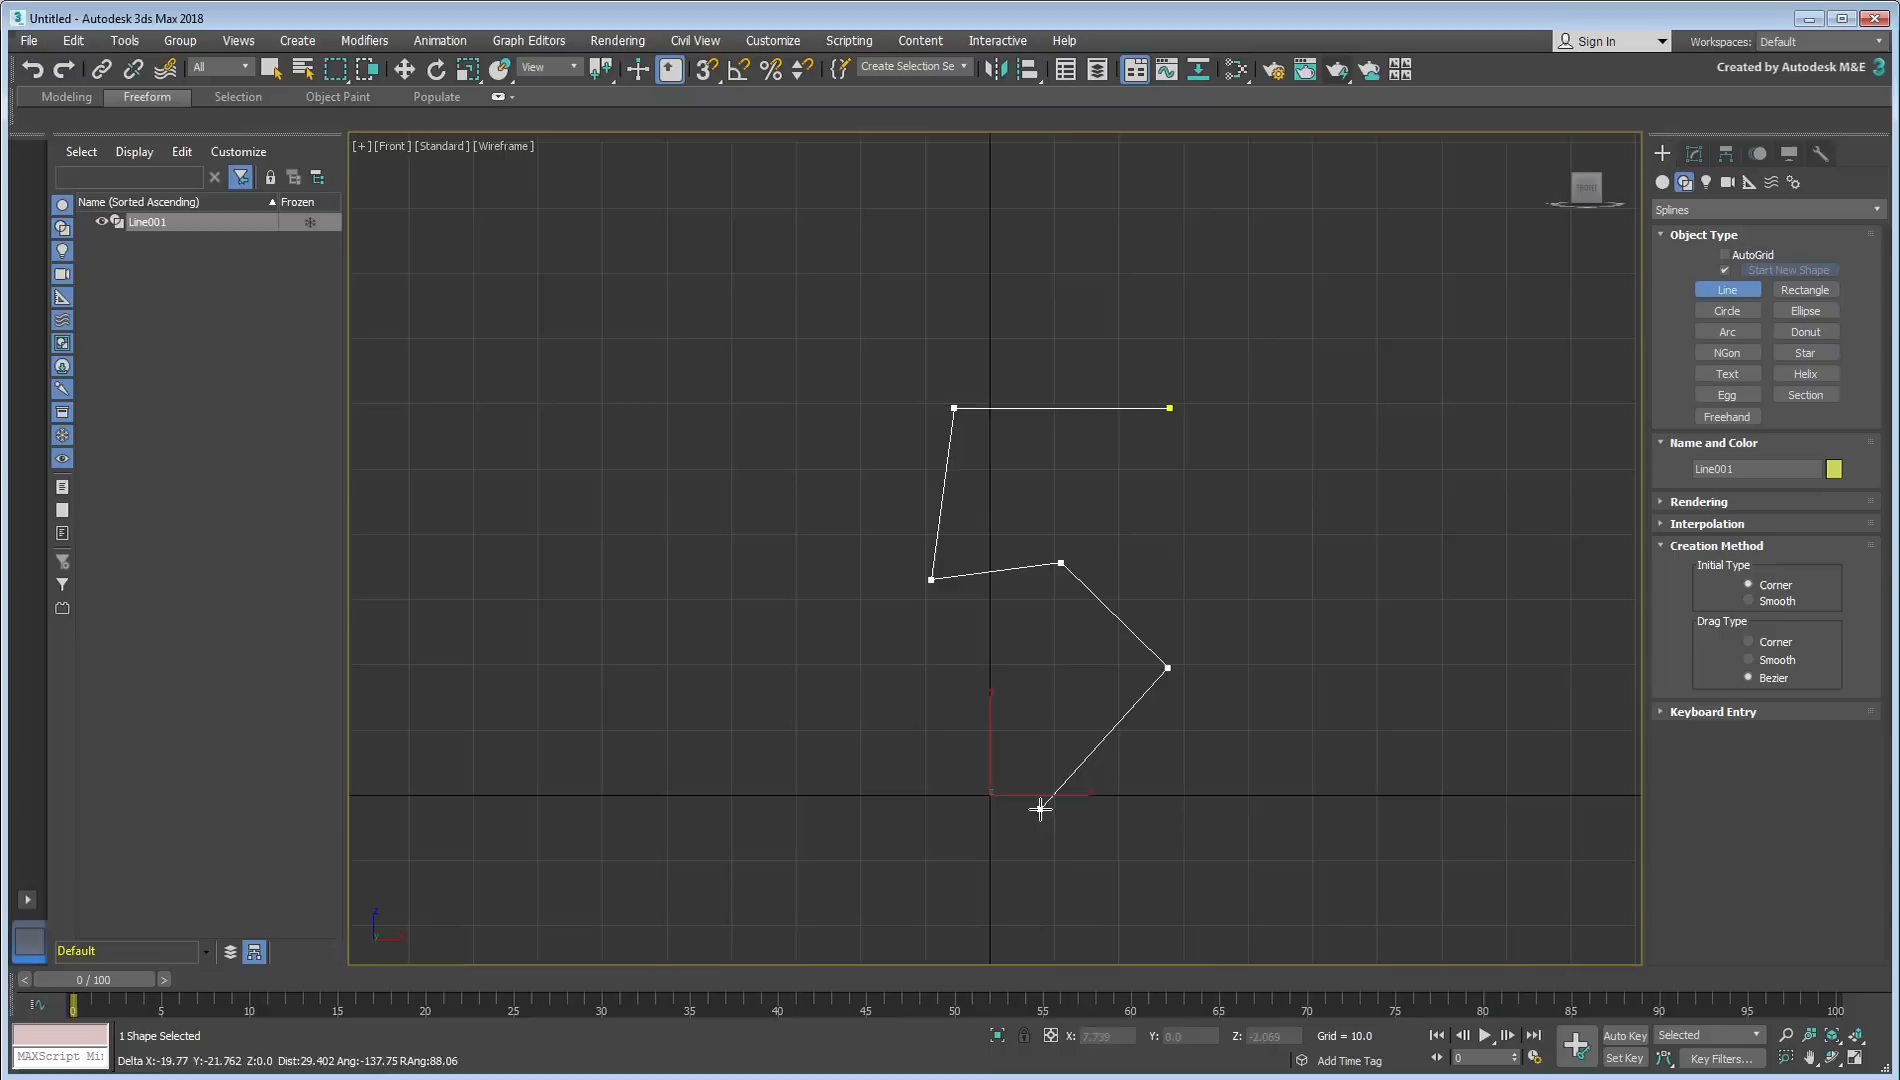 Untitled - Autodesk 3ds Max 2018
File Edit Tools Group Views Create Modifiers Animation Graph Editors Rendering Civil View Customize Scripting Content Interactive Help
Sign In Workspaces: Default
All View Create Selection Se
Created by Autodesk M&E
Modeling Freeform Selection Object Paint Populate
[+] [Front] [Standard] [Wireframe]
Select Display Edit Customize
Name (Sorted Ascending) Frozen
Line001
FRONT
Splines
Object Type
AutoGrid
Start New Shape
Line Rectangle
Circle Ellipse
Arc Donut
NGon Star
Text Helix
Egg Section
Freehand
Name and Color
Line001
Rendering
Interpolation
Creation Method
Initial Type
Corner
Smooth
Drag Type
Corner
Smooth
Bezier
Keyboard Entry
Default
0 / 100
0 5 10 15 20 25 30 35 40 45 50 55 60 65 70 75 80 85 90 95 100
1 Shape Selected X: 7.739 Y: 0.0 Z: -2.069 Grid = 10.0 Auto Key Selected
MAXScript Mi Delta X:-19.77 Y:-21.762 Z:0.0 Dist:29.402 Ang:-137.75 RAng:88.06 Add Time Tag 0 Set Key Key Filters...